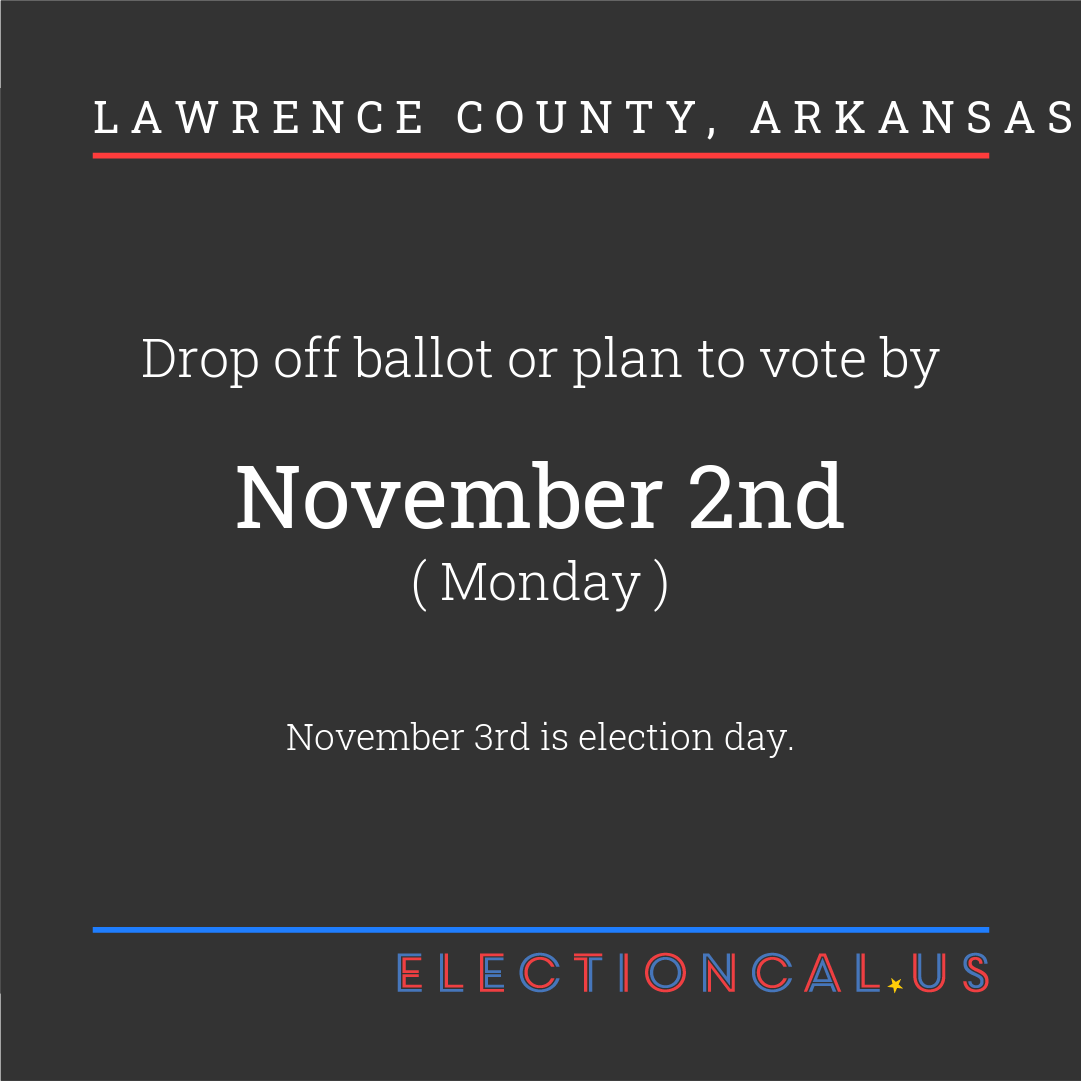 LAWRENCE COUNTY, ARKANSAS
Drop off ballot or plan to vote by
November 2nd
( Monday )
November 3rd is election day.
ELECTIONCAL.US